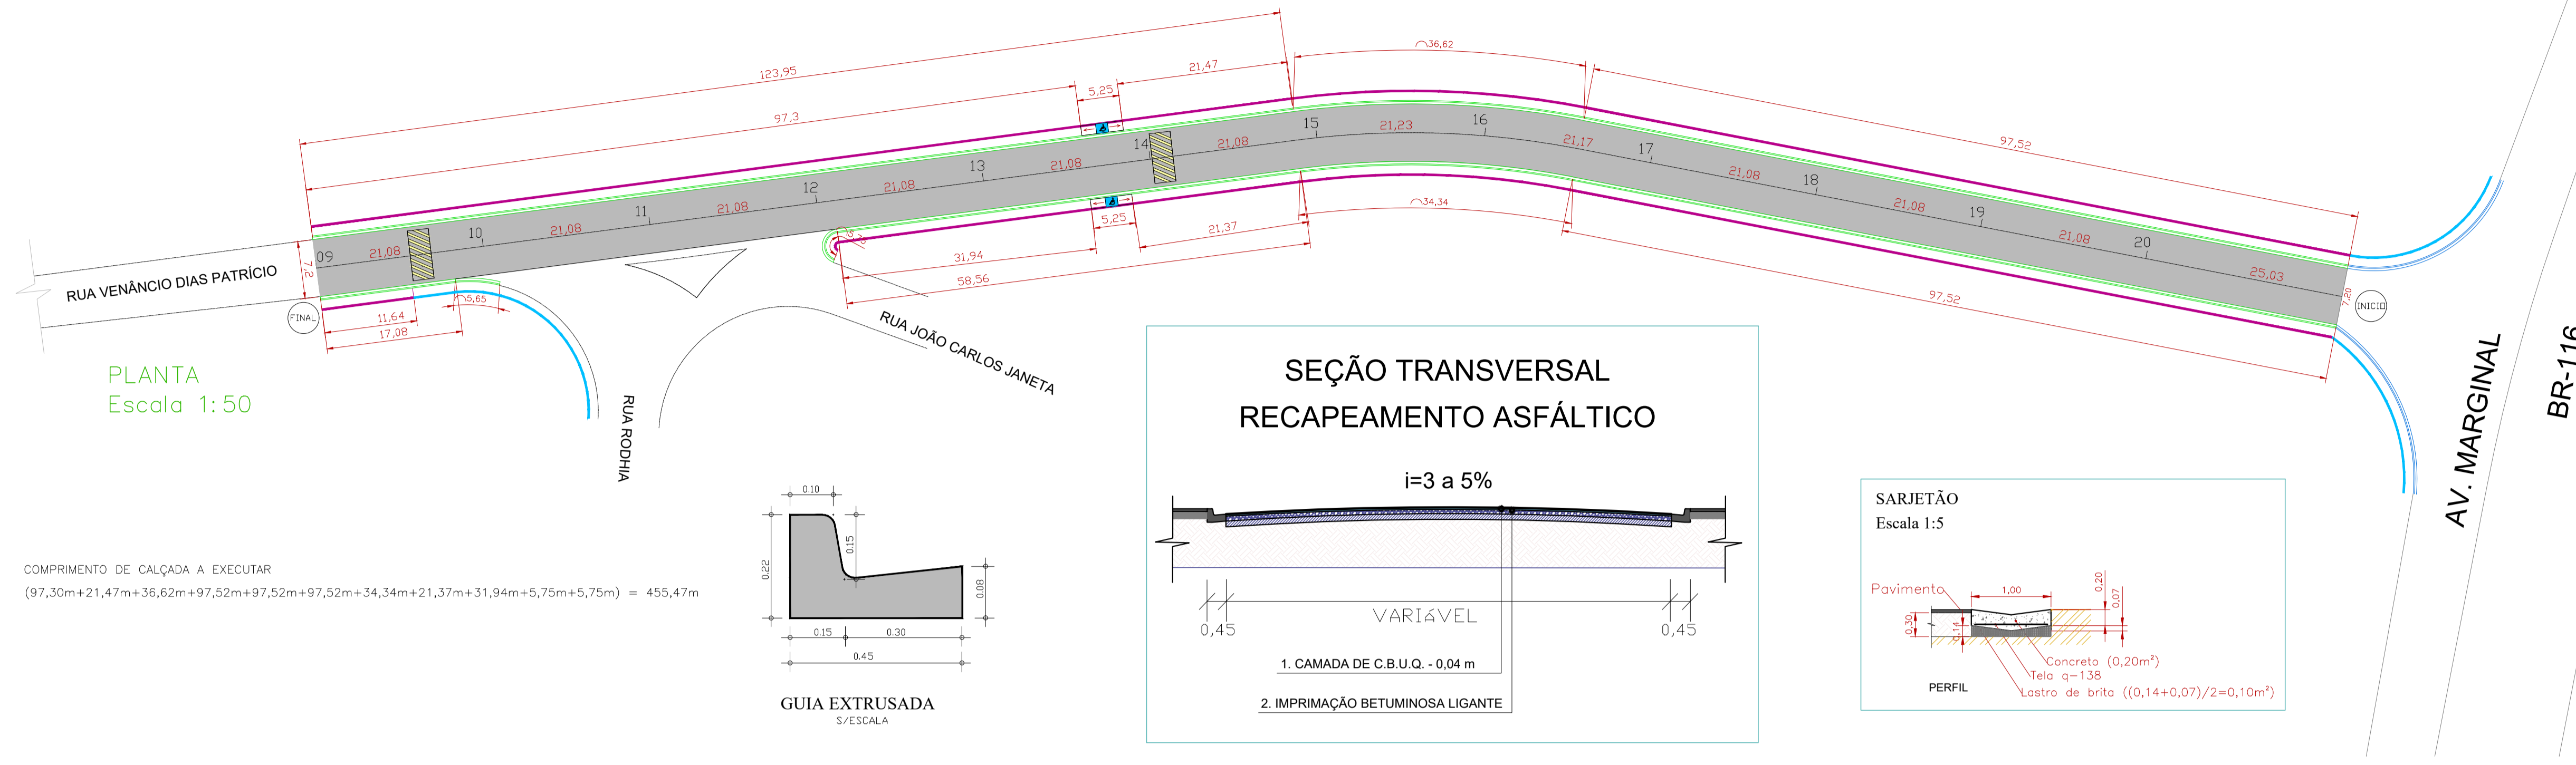 123,95
97,3
5,25
21,47
36,62
97,52
09
21,08
10
21,08
11
21,08
12
21,08
13
21,08
14
21,08
15
21,23
16
21,17
17
21,08
18
21,08
19
21,08
20
25,03
7,2
7,20
FINAL
INICIO
RUA VENÂNCIO DIAS PATRÍCIO
11,64
17,08
5,65
5,25
31,94
21,37
58,56
34,34
97,52
RUA JOÃO CARLOS JANETA
RUA RODHIA
AV. MARGINAL
BR-116
PLANTA
Escala 1:50
COMPRIMENTO DE CALÇADA A EXECUTAR
(97,30m+21,47m+36,62m+97,52m+97,52m+97,52m+34,34m+21,37m+31,94m+5,75m+5,75m) = 455,47m
0.10
0.15
0.22
0.08
0.15
0.30
0.45
GUIA EXTRUSADA
S/ESCALA
SEÇÃO TRANSVERSAL
RECAPEAMENTO ASFÁLTICO
i=3 a 5%
0,45
VARIÁVEL
0,45
1. CAMADA DE C.B.U.Q. - 0,04 m
2. IMPRIMAÇÃO BETUMINOSA LIGANTE
SARJETÃO
Escala 1:5
Pavimento
1,00
0,20
0,07
0,30
0,14
Concreto (0,20m²)
Tela q-138
Lastro de brita ((0,14+0,07)/2=0,10m²)
PERFIL